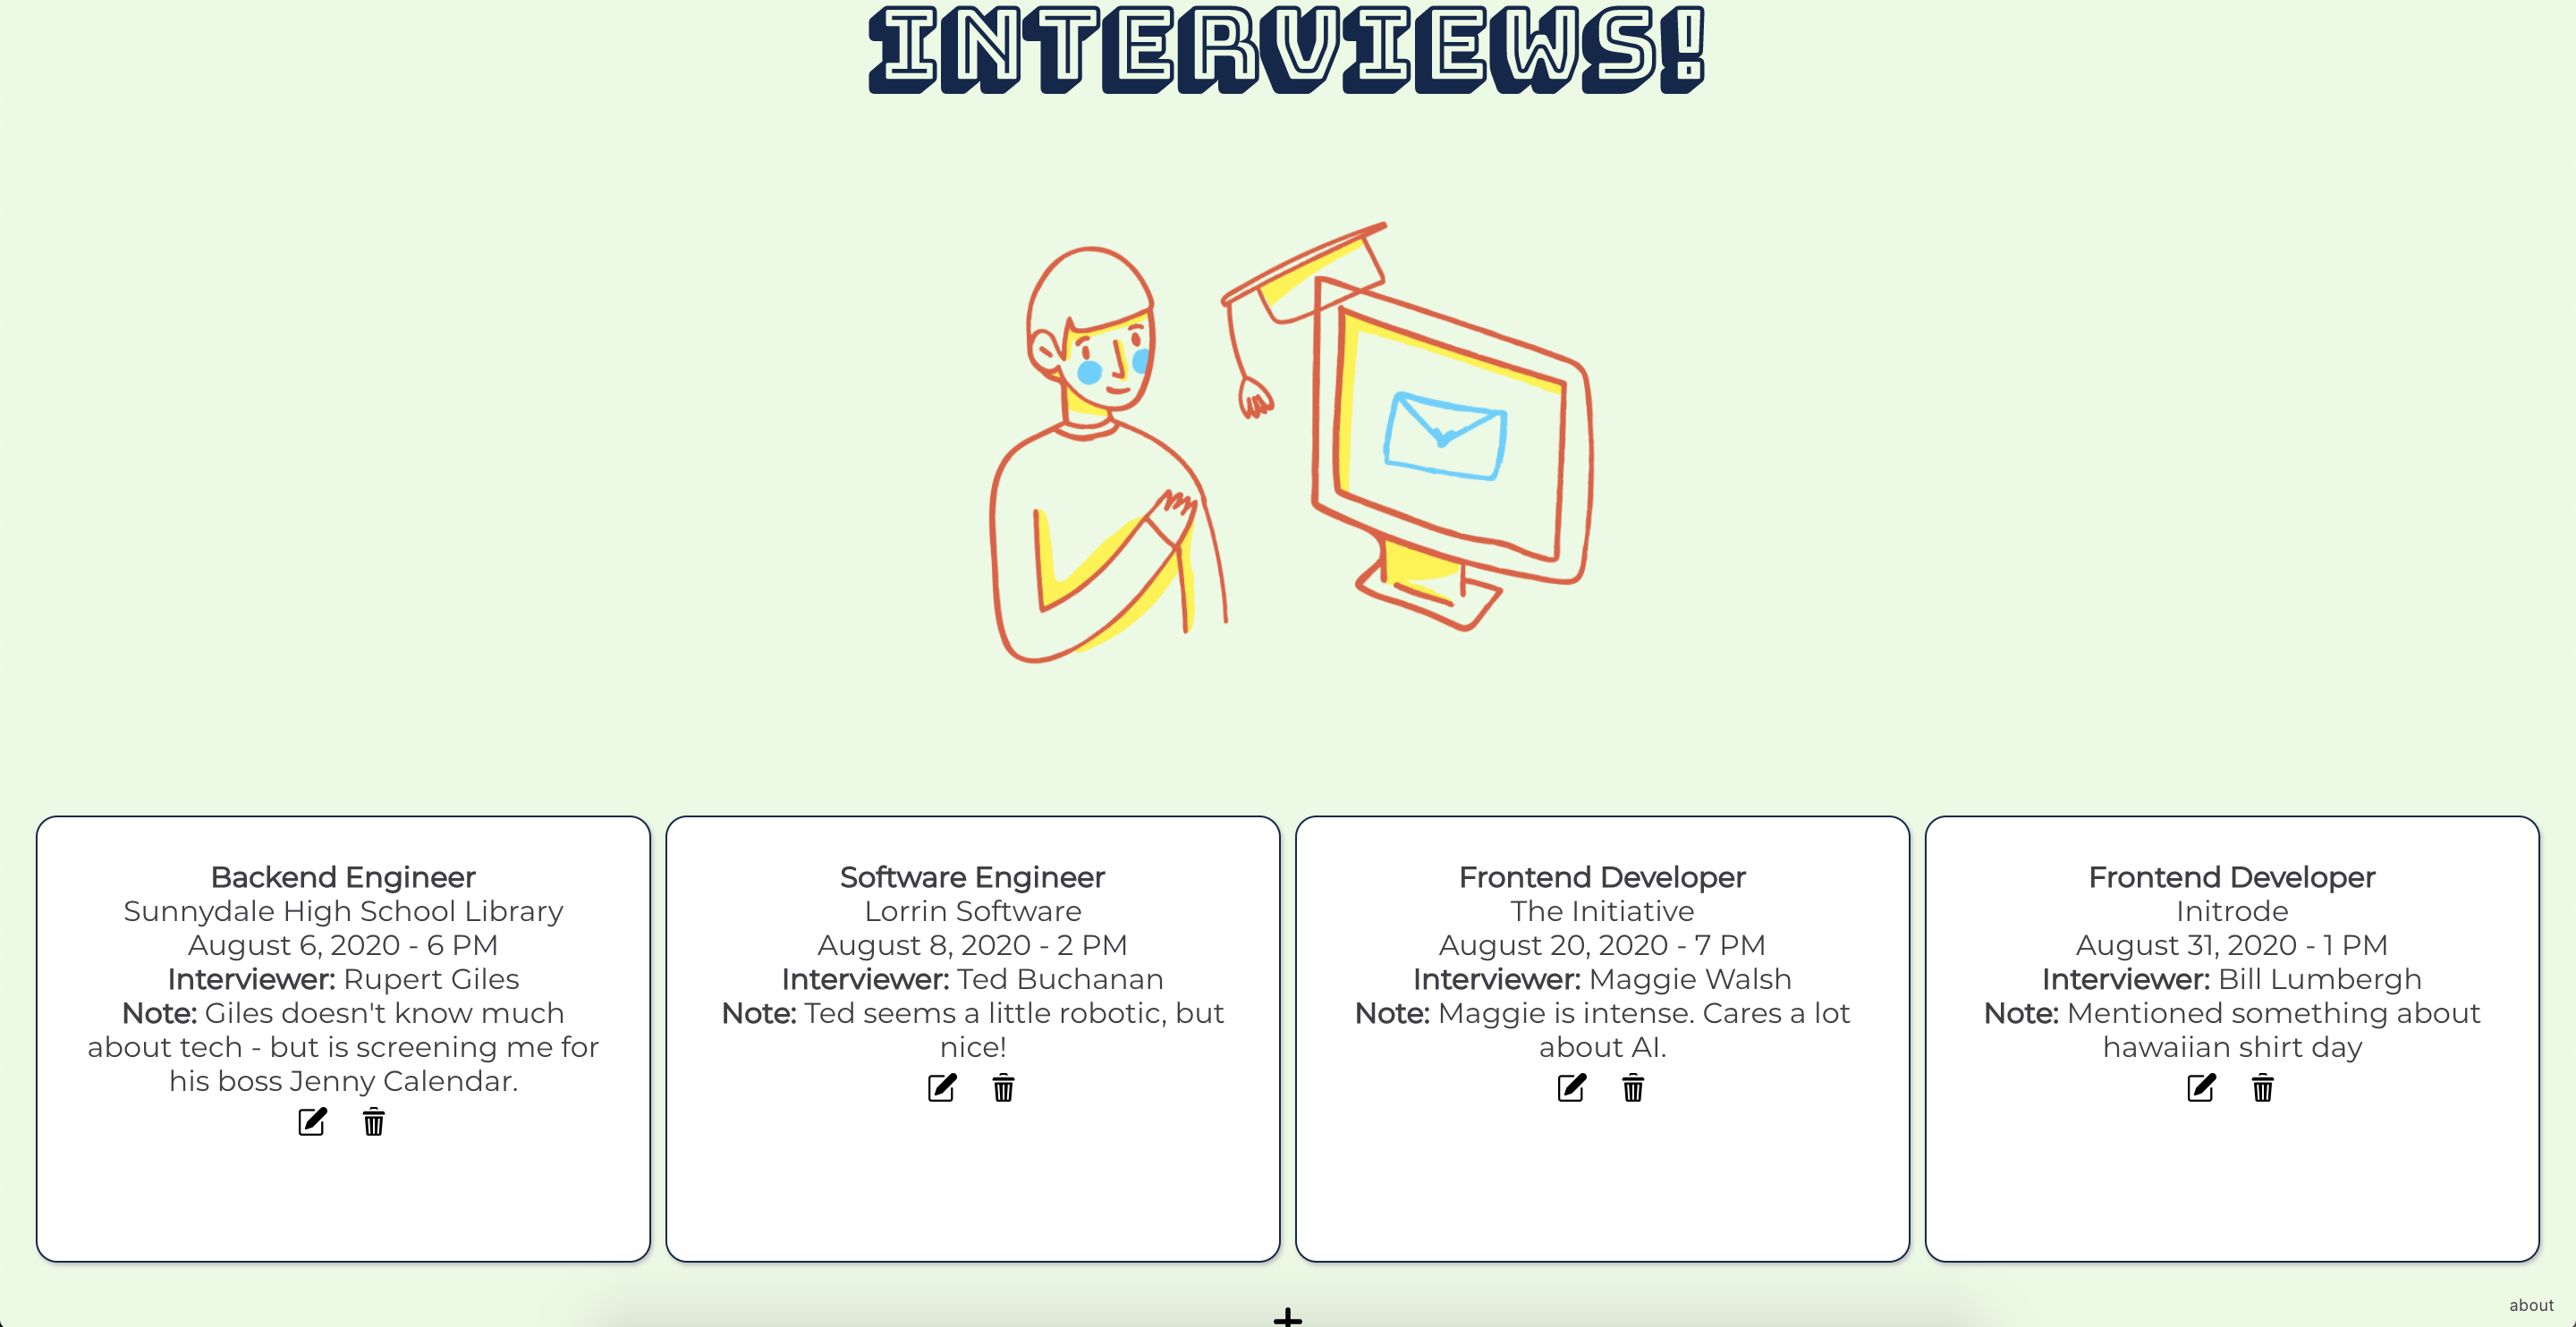 INTERVIEWS!
Backend Engineer
Sunnydale High School Library
August 6, 2020 - 6 PM
Interviewer: Rupert Giles
Note: Giles doesn't know much
about tech - but is screening me for
his boss Jenny Calendar.
Software Engineer
Lorrin Software
August 8, 2020 - 2 PM
Interviewer: Ted Buchanan
Note: Ted seems a little robotic, but
nice!
Frontend Developer
The Initiative
August 20, 2020 - 7 PM
Interviewer: Maggie Walsh
Note: Maggie is intense. Cares a lot
about AI.
Frontend Developer
Initrode
August 31, 2020 - 1 PM
Interviewer: Bill Lumbergh
Note: Mentioned something about
hawaiian shirt day
about